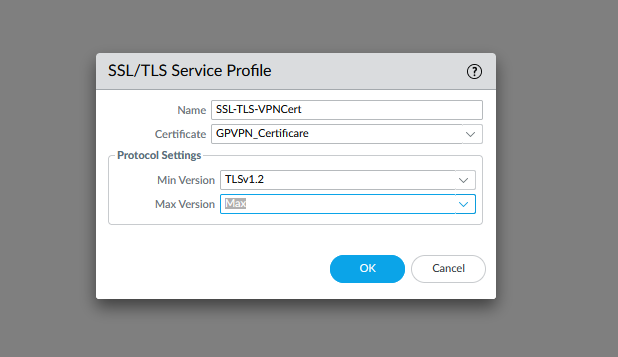 SSL/TLS Service Profile ?
Name SSL-TLS-VPNCert
Certificate GPVPN_Certificare
Protocol Settings
Min Version TLSv1.2
Max Version Max
OK Cancel